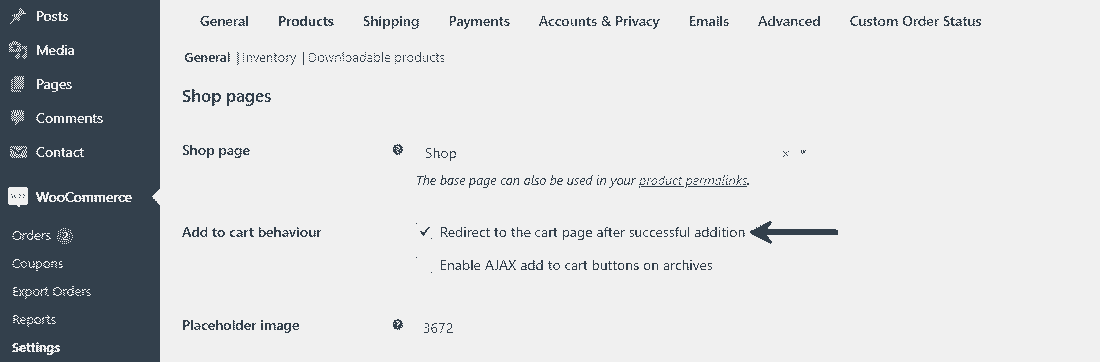 Posts
Media
Pages
Comments
Contact
WooCommerce
Orders 2
Coupons
Export Orders
Reports
Settings
General Products Shipping Payments Accounts & Privacy Emails Advanced Custom Order Status
General | Inventory | Downloadable products
Shop pages
Shop page Shop
The base page can also be used in your product permalinks.
Add to cart behaviour Redirect to the cart page after successful addition
Enable AJAX add to cart buttons on archives
Placeholder image 3672